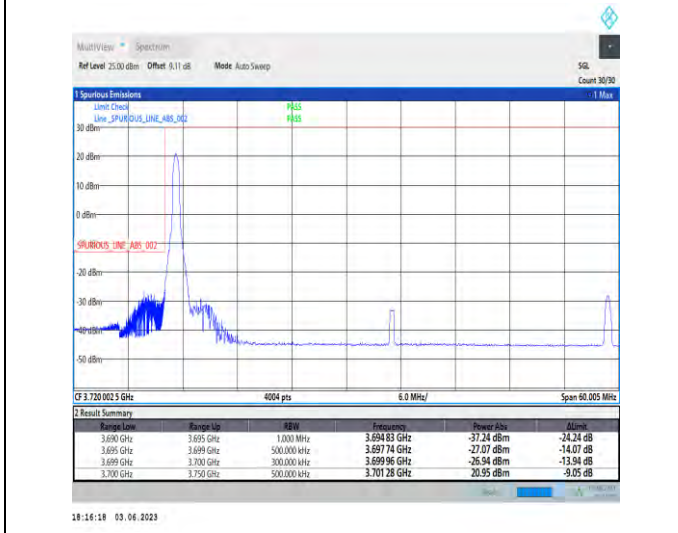 MultiView Spectrum
Ref Level 25.00 dBm Offset 9.11 dB Mode Auto Sweep SGL
Count 30/30
1 Spurious Emissions 1 Max
Limit Check PASS
Line _SPURIOUS_LINE_ABS_002 PASS
30 dBm
20 dBm
10 dBm
0 dBm
_SPURIOUS_LINE_ABS_002
-20 dBm
-30 dBm
-40 dBm
-50 dBm
CF 3.720 002 5 GHz 4004 pts 6.0 MHz/ Span 60.005 MHz
2 Result Summary
Range Low Range Up RBW Frequency Power Abs ΔLimit
3.690 GHz 3.695 GHz 1.000 MHz 3.694 83 GHz -37.24 dBm -24.24 dB
3.695 GHz 3.699 GHz 500.000 kHz 3.697 74 GHz -27.07 dBm -14.07 dB
3.699 GHz 3.700 GHz 300.000 kHz 3.699 96 GHz -26.94 dBm -13.94 dB
3.700 GHz 3.750 GHz 500.000 kHz 3.701 28 GHz 20.95 dBm -9.05 dB
18:16:18 03.06.2023